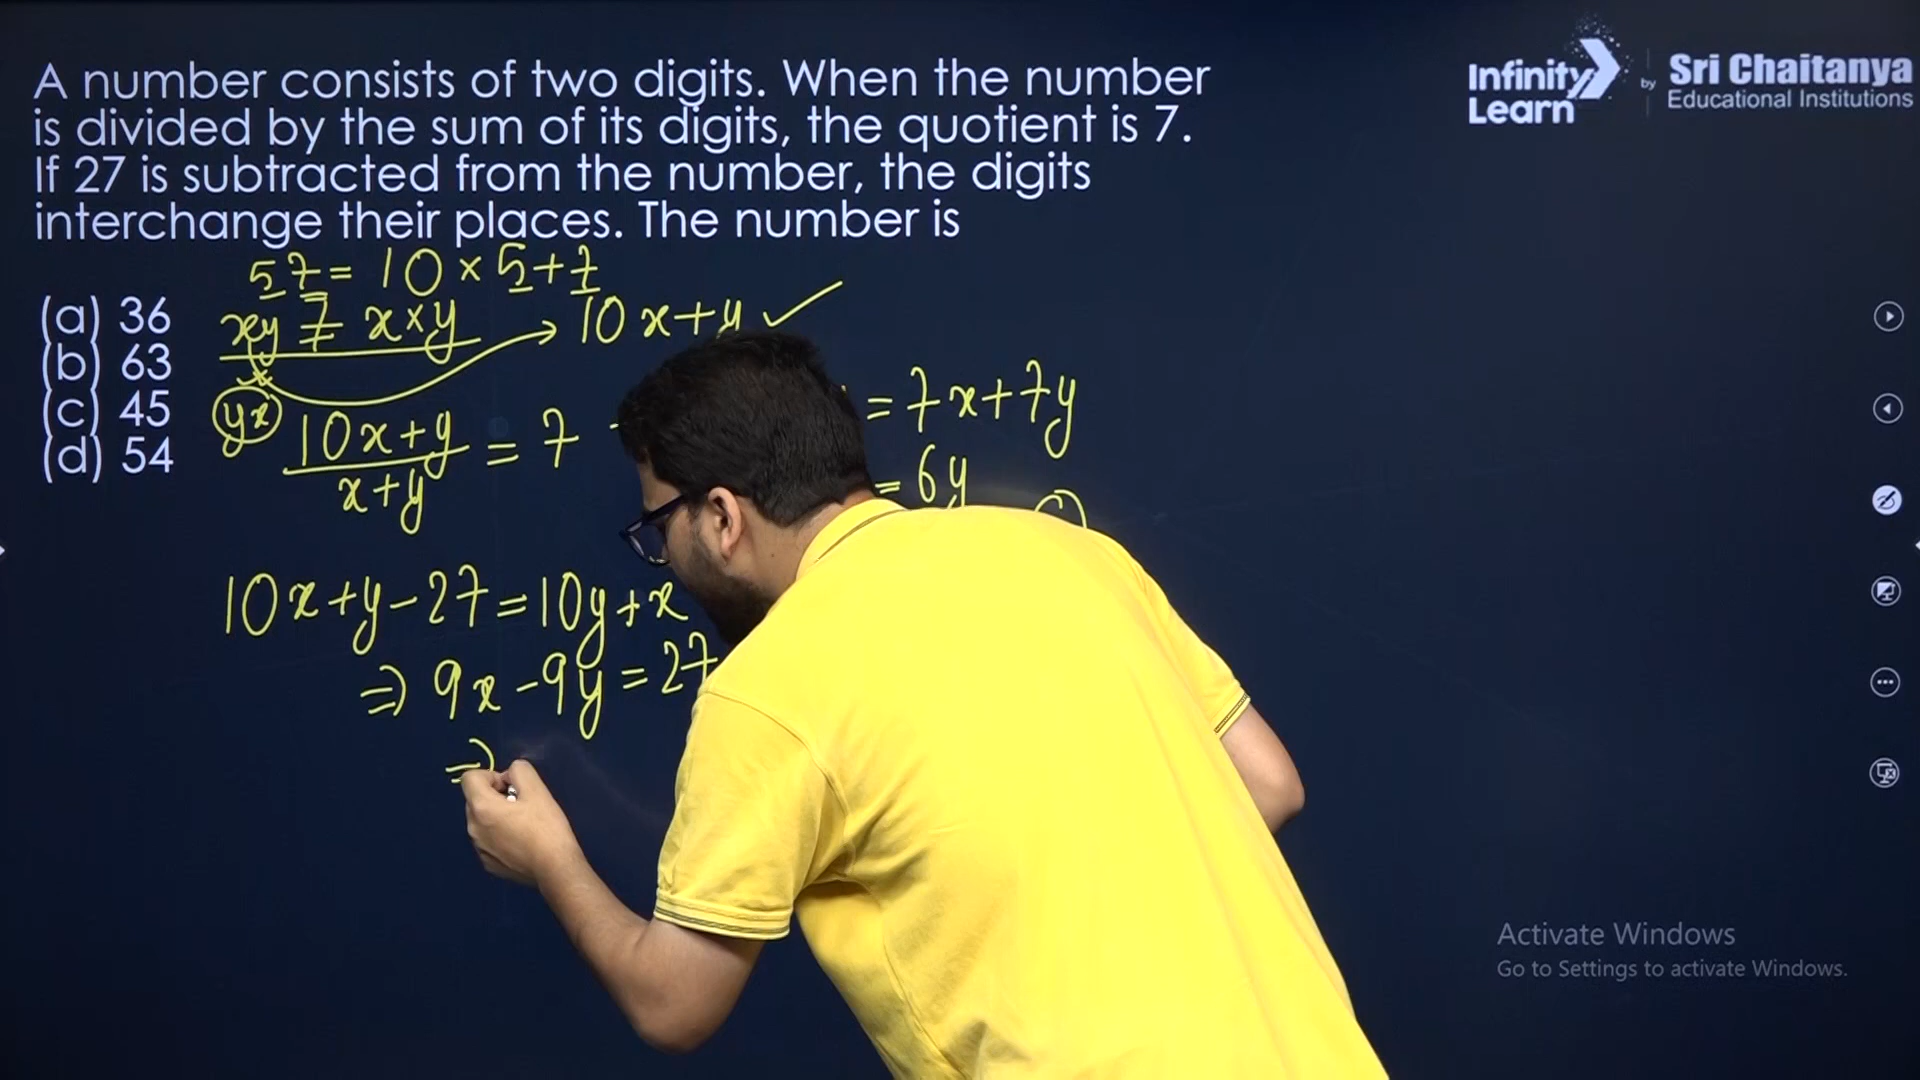 A number consists of two digits. When the number
is divided by the sum of its digits, the quotient is 7.
If 27 is subtracted from the number, the digits
interchange their places. The number is
(a) 36
(b) 63
(c) 45
(d) 54
57 = 10 × 5 + 7
xy ≠ x × y
10x + y ✓
yx
10x + y
x + y
= 7
= 7x + 7y
= 6y
10x + y - 27 = 10y + x
⇒ 9x - 9y = 27
⇒
Infinity
Learn
by
Sri Chaitanya
Educational Institutions
Activate Windows
Go to Settings to activate Windows.